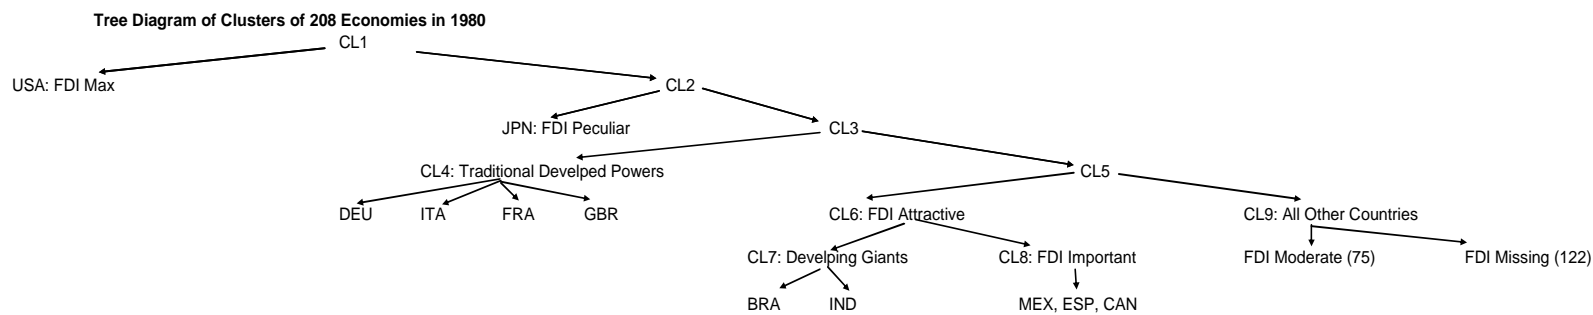 Tree Diagram of Clusters of 208 Economies in 1980
CL1
USA: FDI Max
CL2
JPN: FDI Peculiar
CL3
CL4: Traditional Develped Powers
CL5
DEU ITA FRA GBR
CL6: FDI Attractive
CL9: All Other Countries
CL7: Develping Giants
CL8: FDI Important
FDI Moderate (75)
FDI Missing (122)
BRA IND
MEX, ESP, CAN